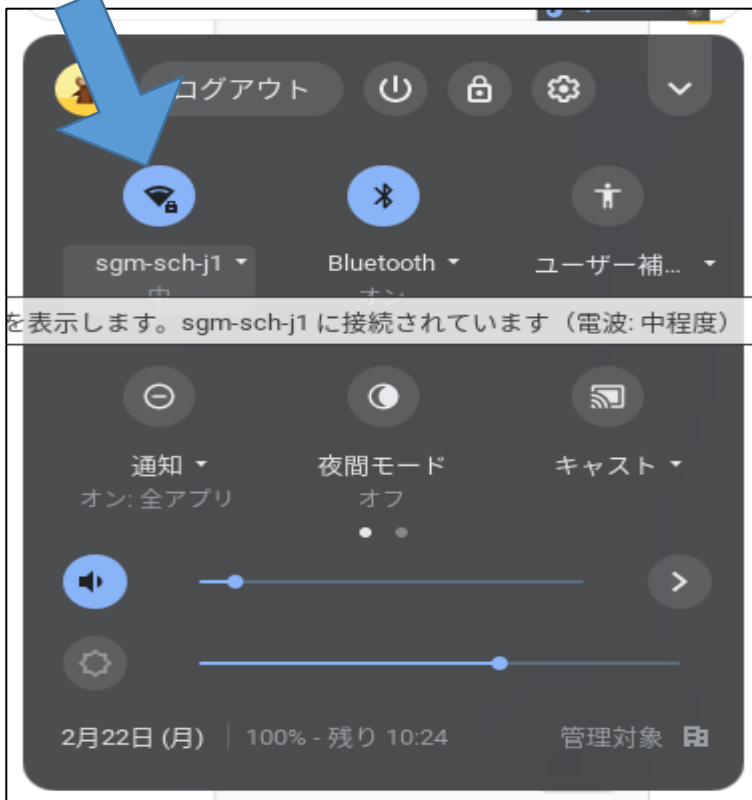 ログアウト
sgm-sch-j1
Bluetooth
ユーザー補...
中
オン
を表示します。sgm-sch-j1 に接続されています（電波: 中程度）
通知
夜間モード
キャスト
オン: 全アプリ
オフ
2月22日 (月)
100% - 残り 10:24
管理対象